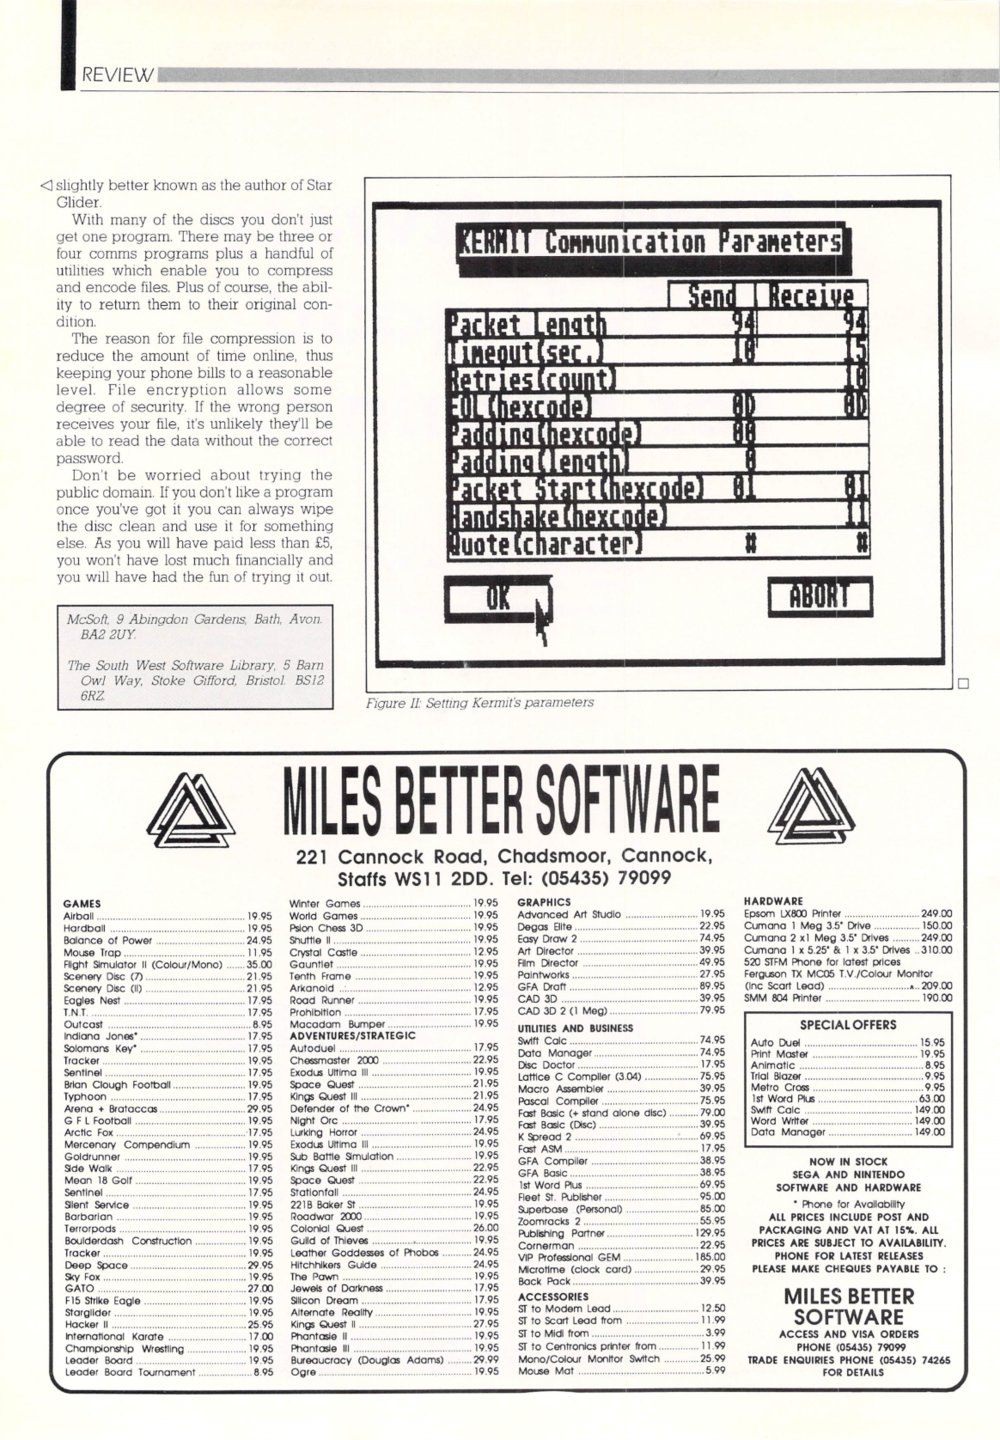 REVIEW
◁ slightly better known as the author of Star
Glider.
With many of the discs you don't just
get one program. There may be three or
four comms programs plus a handful of
utilities which enable you to compress
and encode files. Plus of course, the abil-
ity to return them to their original con-
dition.
The reason for file compression is to
reduce the amount of time online, thus
keeping your phone bills to a reasonable
level. File encryption allows some
degree of security. If the wrong person
receives your file, it's unlikely they'll be
able to read the data without the correct
password.
Don't be worried about trying the
public domain. If you don't like a program
once you've got it you can always wipe
the disc clean and use it for something
else. As you will have paid less than £5,
you won't have lost much financially and
you will have had the fun of trying it out.
McSoft, 9 Abingdon Gardens, Bath, Avon.
BA2 2UY.
The South West Software Library, 5 Barn
Owl Way, Stoke Gifford, Bristol. BS12
6RZ.
KERMIT Communication Parameters
Send Receive
Packet Length 94 94
Timeout(sec.) 10 15
Retries(count) 10
EOL(hexcode) 0D 0D
Padding(hexcode) 00
Padding(length) 0
Packet Start(hexcode) 01 01
Handshake(hexcode) 11
Quote(character) # #
OK ABORT
Figure II: Setting Kermit's parameters
MILES BETTER SOFTWARE
221 Cannock Road, Chadsmoor, Cannock,
Staffs WS11 2DD. Tel: (05435) 79099
GAMES
Airball 19.95
Hardball 19.95
Balance of Power 24.95
Mouse Trap 11.95
Flight Simulator II (Colour/Mono) 35.00
Scenery Disc (7) 21.95
Scenery Disc (II) 21.95
Eagles Nest 17.95
T.N.T. 17.95
Outcast 8.95
Indiana Jones* 17.95
Solomans Key* 17.95
Tracker 19.95
Sentinel 17.95
Brian Clough Football 19.95
Typhoon 17.95
Arena + Brataccas 29.95
G F L Football 19.95
Arctic Fox 17.95
Mercenary Compendium 19.95
Goldrunner 19.95
Side Walk 17.95
Mean 18 Golf 19.95
Sentinel 17.95
Silent Service 19.95
Barbarian 19.95
Terrorpods 19.95
Boulderdash Construction 19.95
Tracker 19.95
Deep Space 29.95
Sky Fox 19.95
GATO 27.00
F15 Strike Eagle 19.95
Starglider 19.95
Hacker II 25.95
International Karate 17.00
Championship Wrestling 19.95
Leader Board 19.95
Leader Board Tournament 8.95
Winter Games 19.95
World Games 19.95
Psion Chess 3D 19.95
Shuttle II 19.95
Crystal Castle 12.95
Gauntlet 19.95
Tenth Frame 19.95
Arkanoid 12.95
Road Runner 19.95
Prohibition 17.95
Macadam Bumper 19.95
ADVENTURES/STRATEGIC
Autoduel 17.95
Chessmaster 2000 22.95
Exodus Ultima III 19.95
Space Quest 21.95
Kings Quest III 21.95
Defender of the Crown* 24.95
Night Orc 17.95
Lurking Horror 24.95
Exodus Ultima III 19.95
Sub Battle Simulation 19.95
Kings Quest III 22.95
Space Quest 22.95
Stationfall 24.95
221B Baker St 19.95
Roadwar 2000 19.95
Colonial Quest 26.00
Guild of Thieves 19.95
Leather Goddesses of Phobos 24.95
Hitchhikers Guide 24.95
The Pawn 19.95
Jewels of Darkness 17.95
Silicon Dream 17.95
Alternate Reality 19.95
Kings Quest II 27.95
Phantasie II 19.95
Phantasie III 19.95
Bureaucracy (Douglas Adams) 29.99
Ogre 19.95
GRAPHICS
Advanced Art Studio 19.95
Degas Elite 22.95
Easy Draw 2 74.95
Art Director 39.95
Film Director 49.95
Paintworks 27.95
GFA Draft 89.95
CAD 3D 39.95
CAD 3D 2 (1 Meg) 79.95
UTILITIES AND BUSINESS
Swift Calc 74.95
Data Manager 74.95
Disc Doctor 17.95
Lattice C Compiler (3.04) 75.95
Macro Assembler 39.95
Pascal Compiler 75.95
Fast Basic (+ stand alone disc) 79.00
Fast Basic (Disc) 39.95
K Spread 2 69.95
Fast ASM 17.95
GFA Compiler 38.95
GFA Basic 38.95
1st Word Plus 69.95
Fleet St. Publisher 95.00
Superbase (Personal) 85.00
Zoomracks 2 55.95
Publishing Partner 129.95
Cornerman 22.95
VIP Professional GEM 185.00
Microtime (clock card) 29.95
Back Pack 39.95
ACCESSORIES
ST to Modem Lead 12.50
ST to Scart Lead from 11.99
ST to Midi from 3.99
ST to Centronics printer from 11.99
Mono/Colour Monitor Switch 25.99
Mouse Mat 5.99
HARDWARE
Epsom LX800 Printer 249.00
Cumana 1 Meg 3.5" Drive 150.00
Cumana 2 x1 Meg 3.5" Drives 249.00
Cumana 1 x 5.25" & 1 x 3.5" Drives 310.00
520 STFM Phone for latest prices
Ferguson TX MC05 T.V./Colour Monitor
(inc Scart Lead) 209.00
SMM 804 Printer 190.00
SPECIAL OFFERS
Auto Duel 15.95
Print Master 19.95
Animatic 8.95
Trial Blazer 9.95
Metro Cross 9.95
1st Word Plus 63.00
Swift Calc 149.00
Word Writer 149.00
Data Manager 149.00
NOW IN STOCK
SEGA AND NINTENDO
SOFTWARE AND HARDWARE
* Phone for Availability
ALL PRICES INCLUDE POST AND
PACKAGING AND VAT AT 15%. ALL
PRICES ARE SUBJECT TO AVAILABILITY.
PHONE FOR LATEST RELEASES
PLEASE MAKE CHEQUES PAYABLE TO :
MILES BETTER
SOFTWARE
ACCESS AND VISA ORDERS
PHONE (05435) 79099
TRADE ENQUIRIES PHONE (05435) 74265
FOR DETAILS